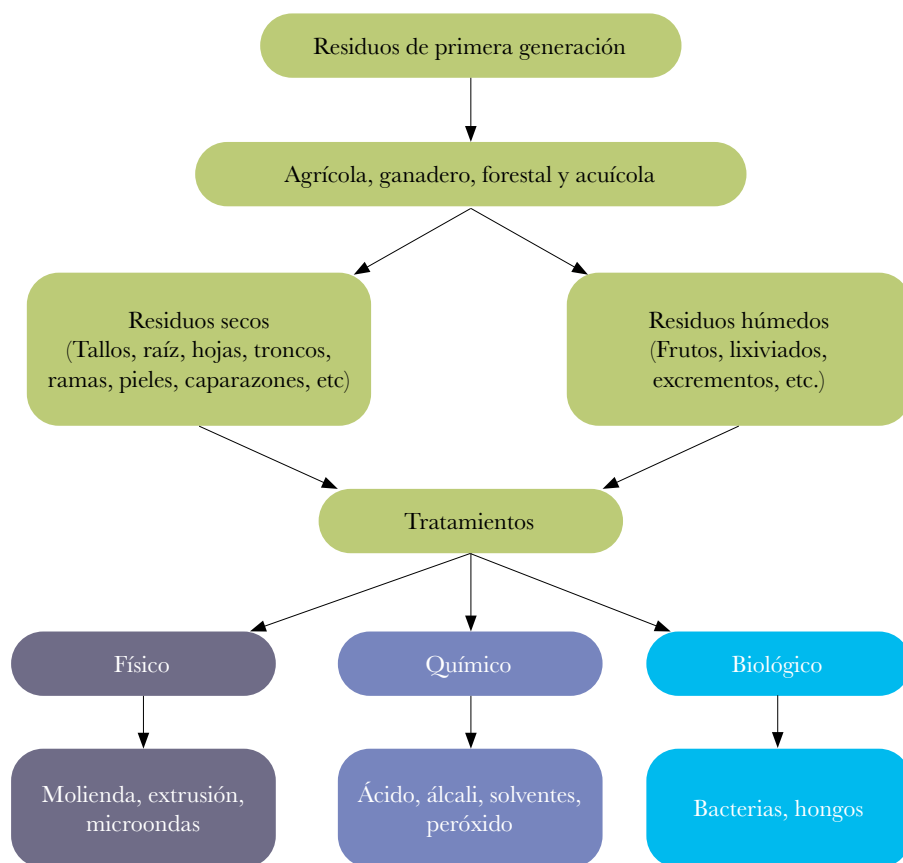 Residuos de primera generación
Agrícola, ganadero, forestal y acuícola
Residuos secos
(Tallos, raíz, hojas, troncos,
ramas, pieles, caparazones, etc)
Residuos húmedos
(Frutos, lixiviados,
excrementos, etc.)
Tratamientos
Físico
Químico
Biológico
Molienda, extrusión,
microondas
Ácido, álcali, solventes,
peróxido
Bacterias, hongos